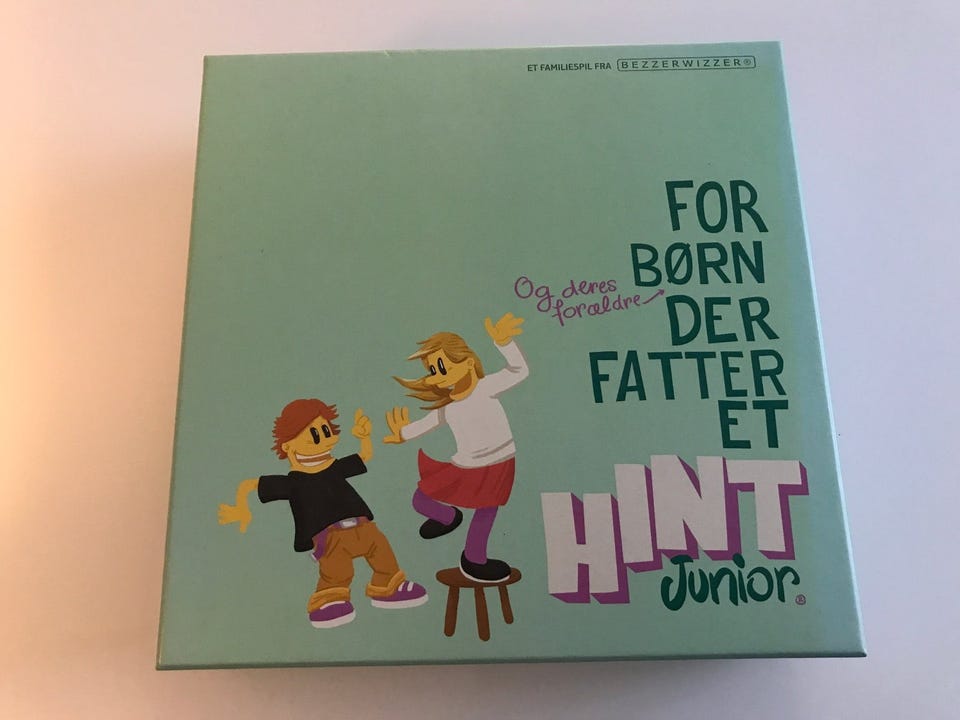 ET FAMILIESPIL FRA BEZZERWIZZER®
FOR
BØRN
Og deres
forældre
DER
FATTER
ET
HINT
Junior®